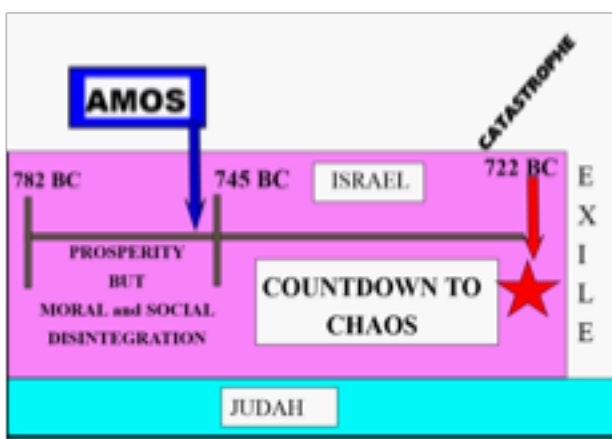 AMOS
CATASTROPHE
782 BC
745 BC
ISRAEL
722 BC
EXILE
PROSPERITY
BUT
MORAL and SOCIAL
DISINTEGRATION
COUNTDOWN TO
CHAOS
JUDAH